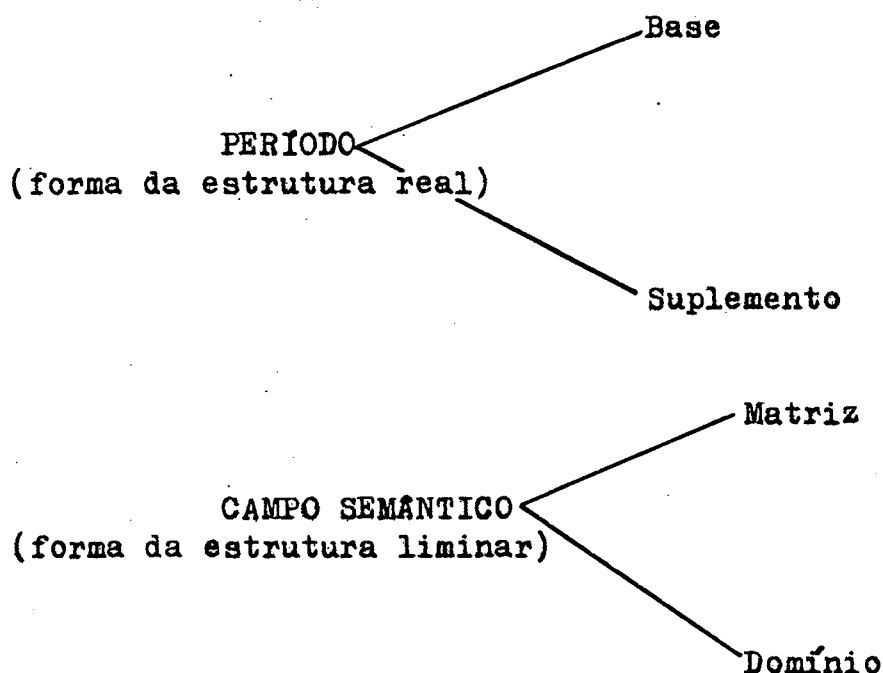 Base
PERÍODO
(forma da estrutura real)
Suplemento
Matriz
CAMPO SEMÂNTICO
(forma da estrutura liminar)
Domínio